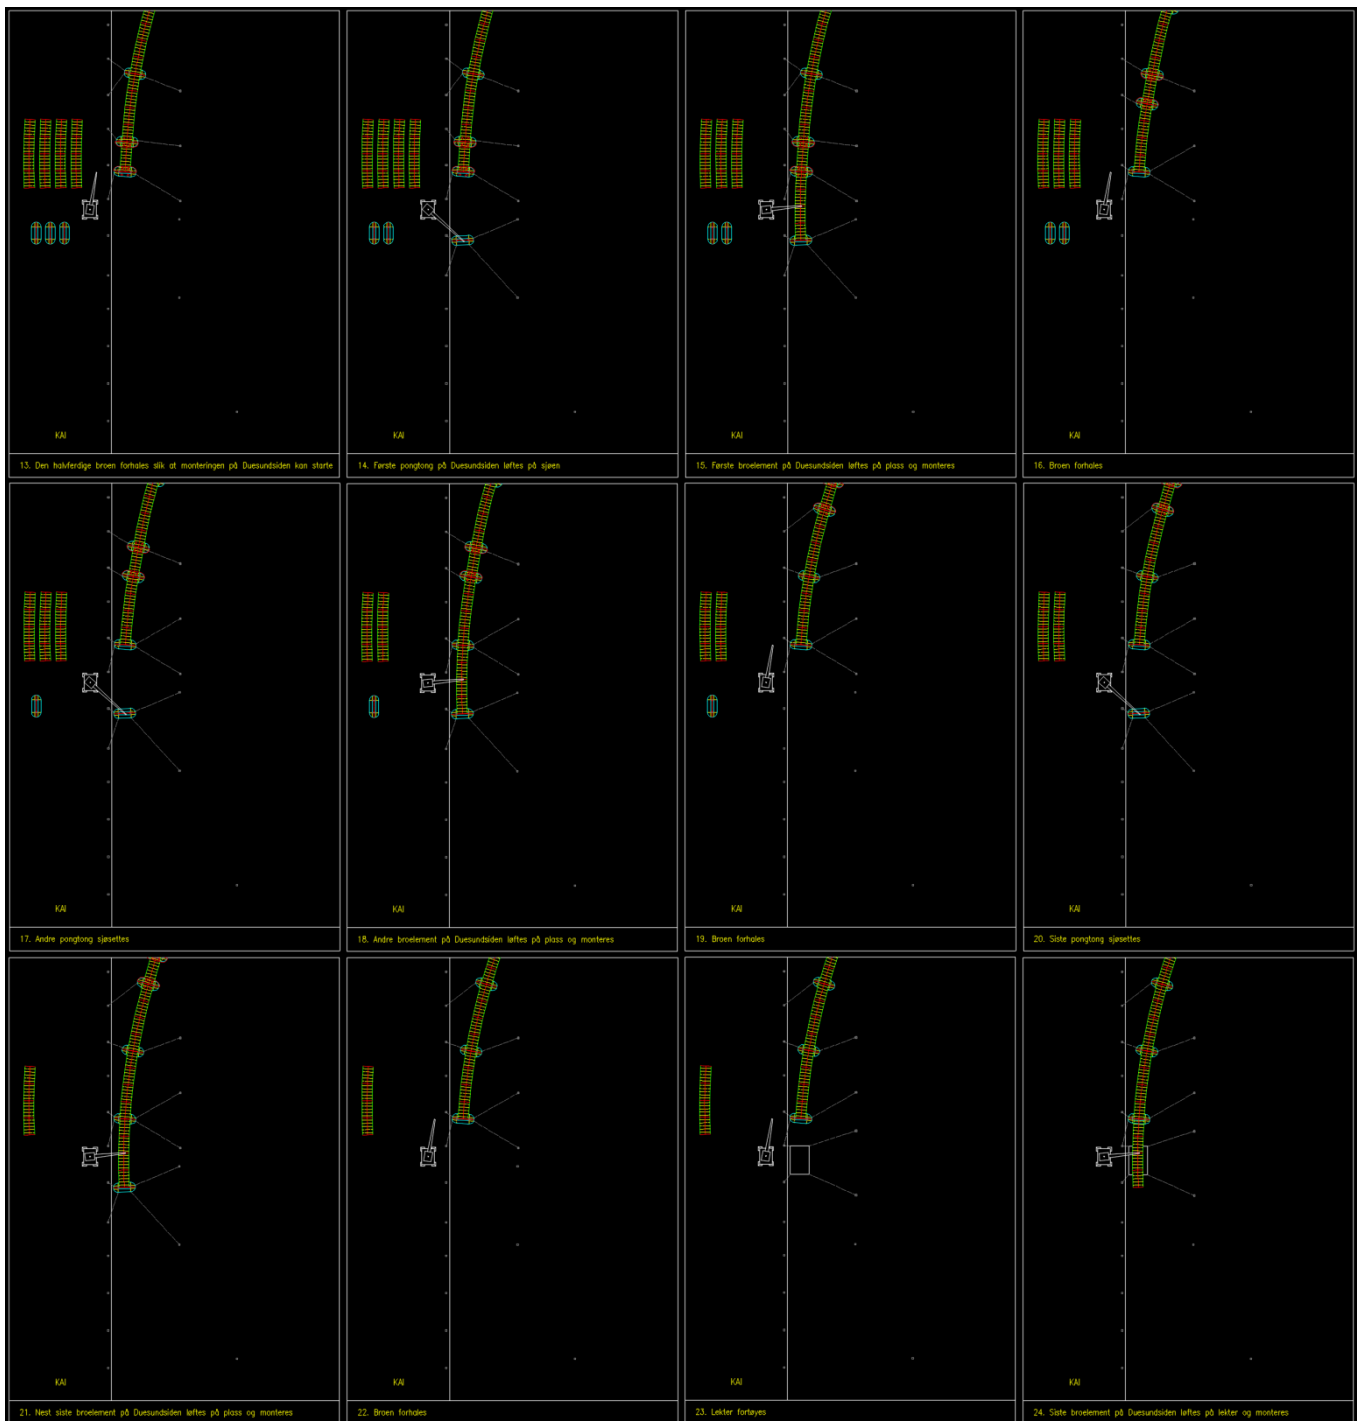 KAI
13. Den halvferdige broen forhales slik at monteringen på Duesundsiden kan starte
KAI
14. Første pongtong på Duesundsiden løftes på sjøen
KAI
15. Første broelement på Duesundsiden løftes på plass og monteres
KAI
16. Broen forhales
KAI
17. Andre pongtong sjøsettes
KAI
18. Andre broelement på Duesundsiden løftes på plass og monteres
KAI
19. Broen forhales
KAI
20. Siste pongtong sjøsettes
KAI
21. Nest siste broelement på Duesundsiden løftes på plass og monteres
KAI
22. Broen forhales
KAI
23. Lekter fortøyes
KAI
24. Siste broelement på Duesundsiden løftes på lekter og monteres